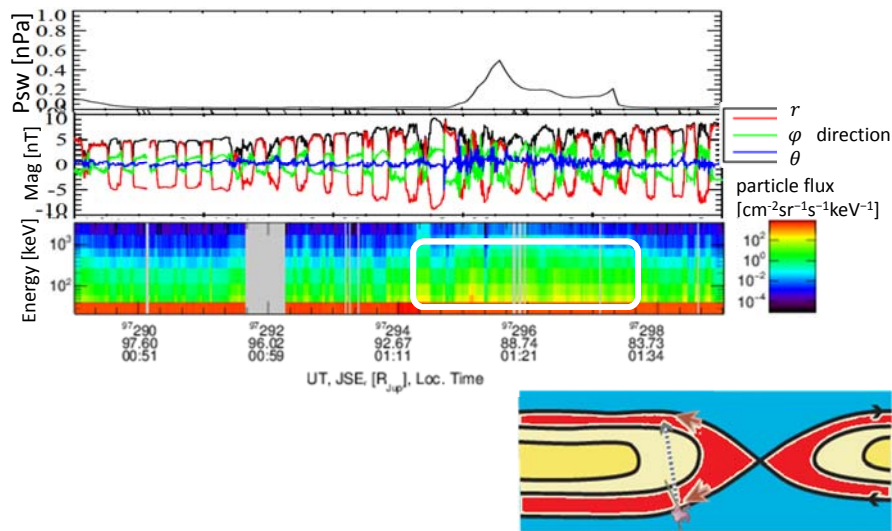 Psw [nPa]
1.0
0.8
0.6
0.4
0.2
0.0
Mag [nT]
10
5
0
−5
−10
r
φ direction
θ
particle flux
[cm⁻²sr⁻¹s⁻¹keV⁻¹]
Energy [keV]
10³
10²
10²
10⁰
10⁻²
10⁻⁴
⁹⁷290 ⁹⁷292 ⁹⁷294 ⁹⁷296 ⁹⁷298
97.60 96.02 92.67 88.74 83.73
00:51 00:59 01:11 01:21 01:34
UT, JSE, [R_Jup], Loc. Time